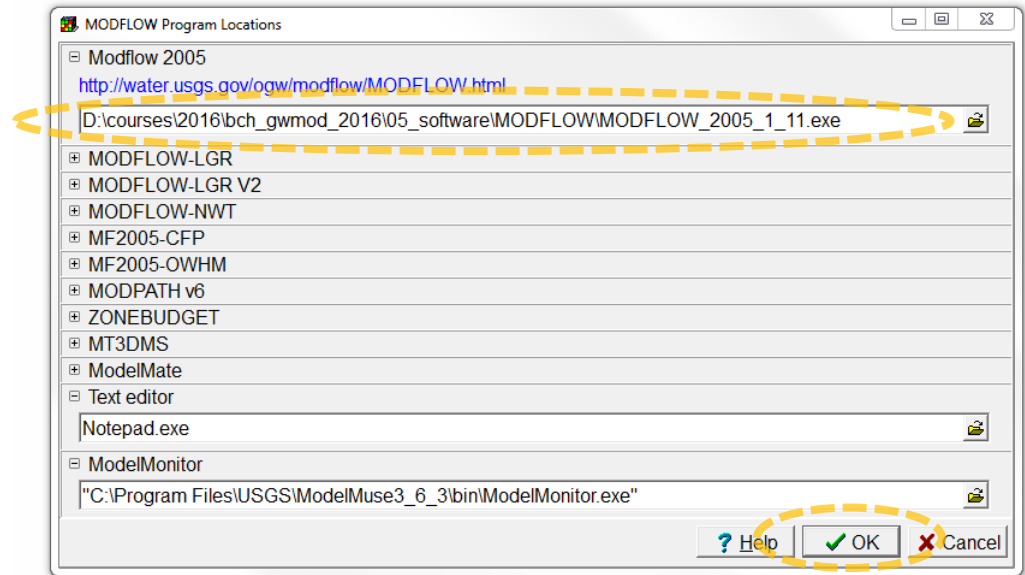 MODFLOW Program Locations
Modflow 2005
http://water.usgs.gov/ogw/modflow/MODFLOW.html
D:\courses\2016\bch_gwmod_2016\05_software\MODFLOW\MODFLOW_2005_1_11.exe
MODFLOW-LGR
MODFLOW-LGR V2
MODFLOW-NWT
MF2005-CFP
MF2005-OWHM
MODPATH v6
ZONEBUDGET
MT3DMS
ModelMate
Text editor
Notepad.exe
ModelMonitor
"C:\Program Files\USGS\ModelMuse3_6_3\bin\ModelMonitor.exe"
? Help OK Cancel